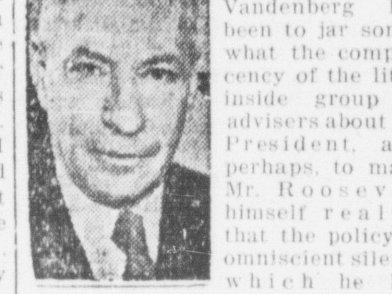 Vandenberg
been to jar som
what the comp
cency of the lit
inside group
advisers about
President, a
perhaps, to ma
Mr. Roosev
himself real
that the policy
omniscient sile
which he